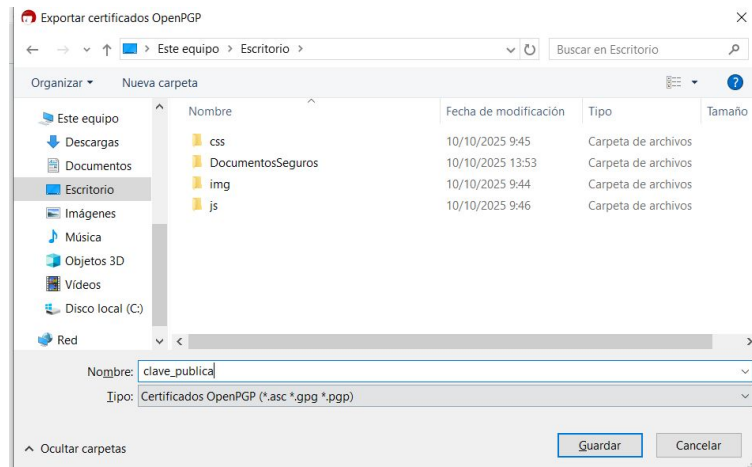 Exportar certificados OpenPGP
Este equipo > Escritorio >
Buscar en Escritorio
Organizar
Nueva carpeta
Este equipo
Descargas
Documentos
Escritorio
Imágenes
Música
Objetos 3D
Vídeos
Disco local (C:)
Red
Nombre Fecha de modificación Tipo Tamaño
css 10/10/2025 9:45 Carpeta de archivos
DocumentosSeguros 10/10/2025 13:53 Carpeta de archivos
img 10/10/2025 9:44 Carpeta de archivos
js 10/10/2025 9:46 Carpeta de archivos
Nombre: clave_publica
Tipo: Certificados OpenPGP (*.asc *.gpg *.pgp)
Ocultar carpetas
Guardar
Cancelar